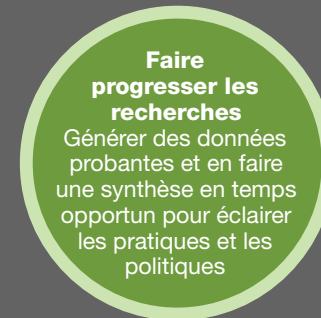 Faire
progresser les
recherches
Générer des données
probantes et en faire
une synthèse en temps
opportun pour éclairer
les pratiques et les
politiques